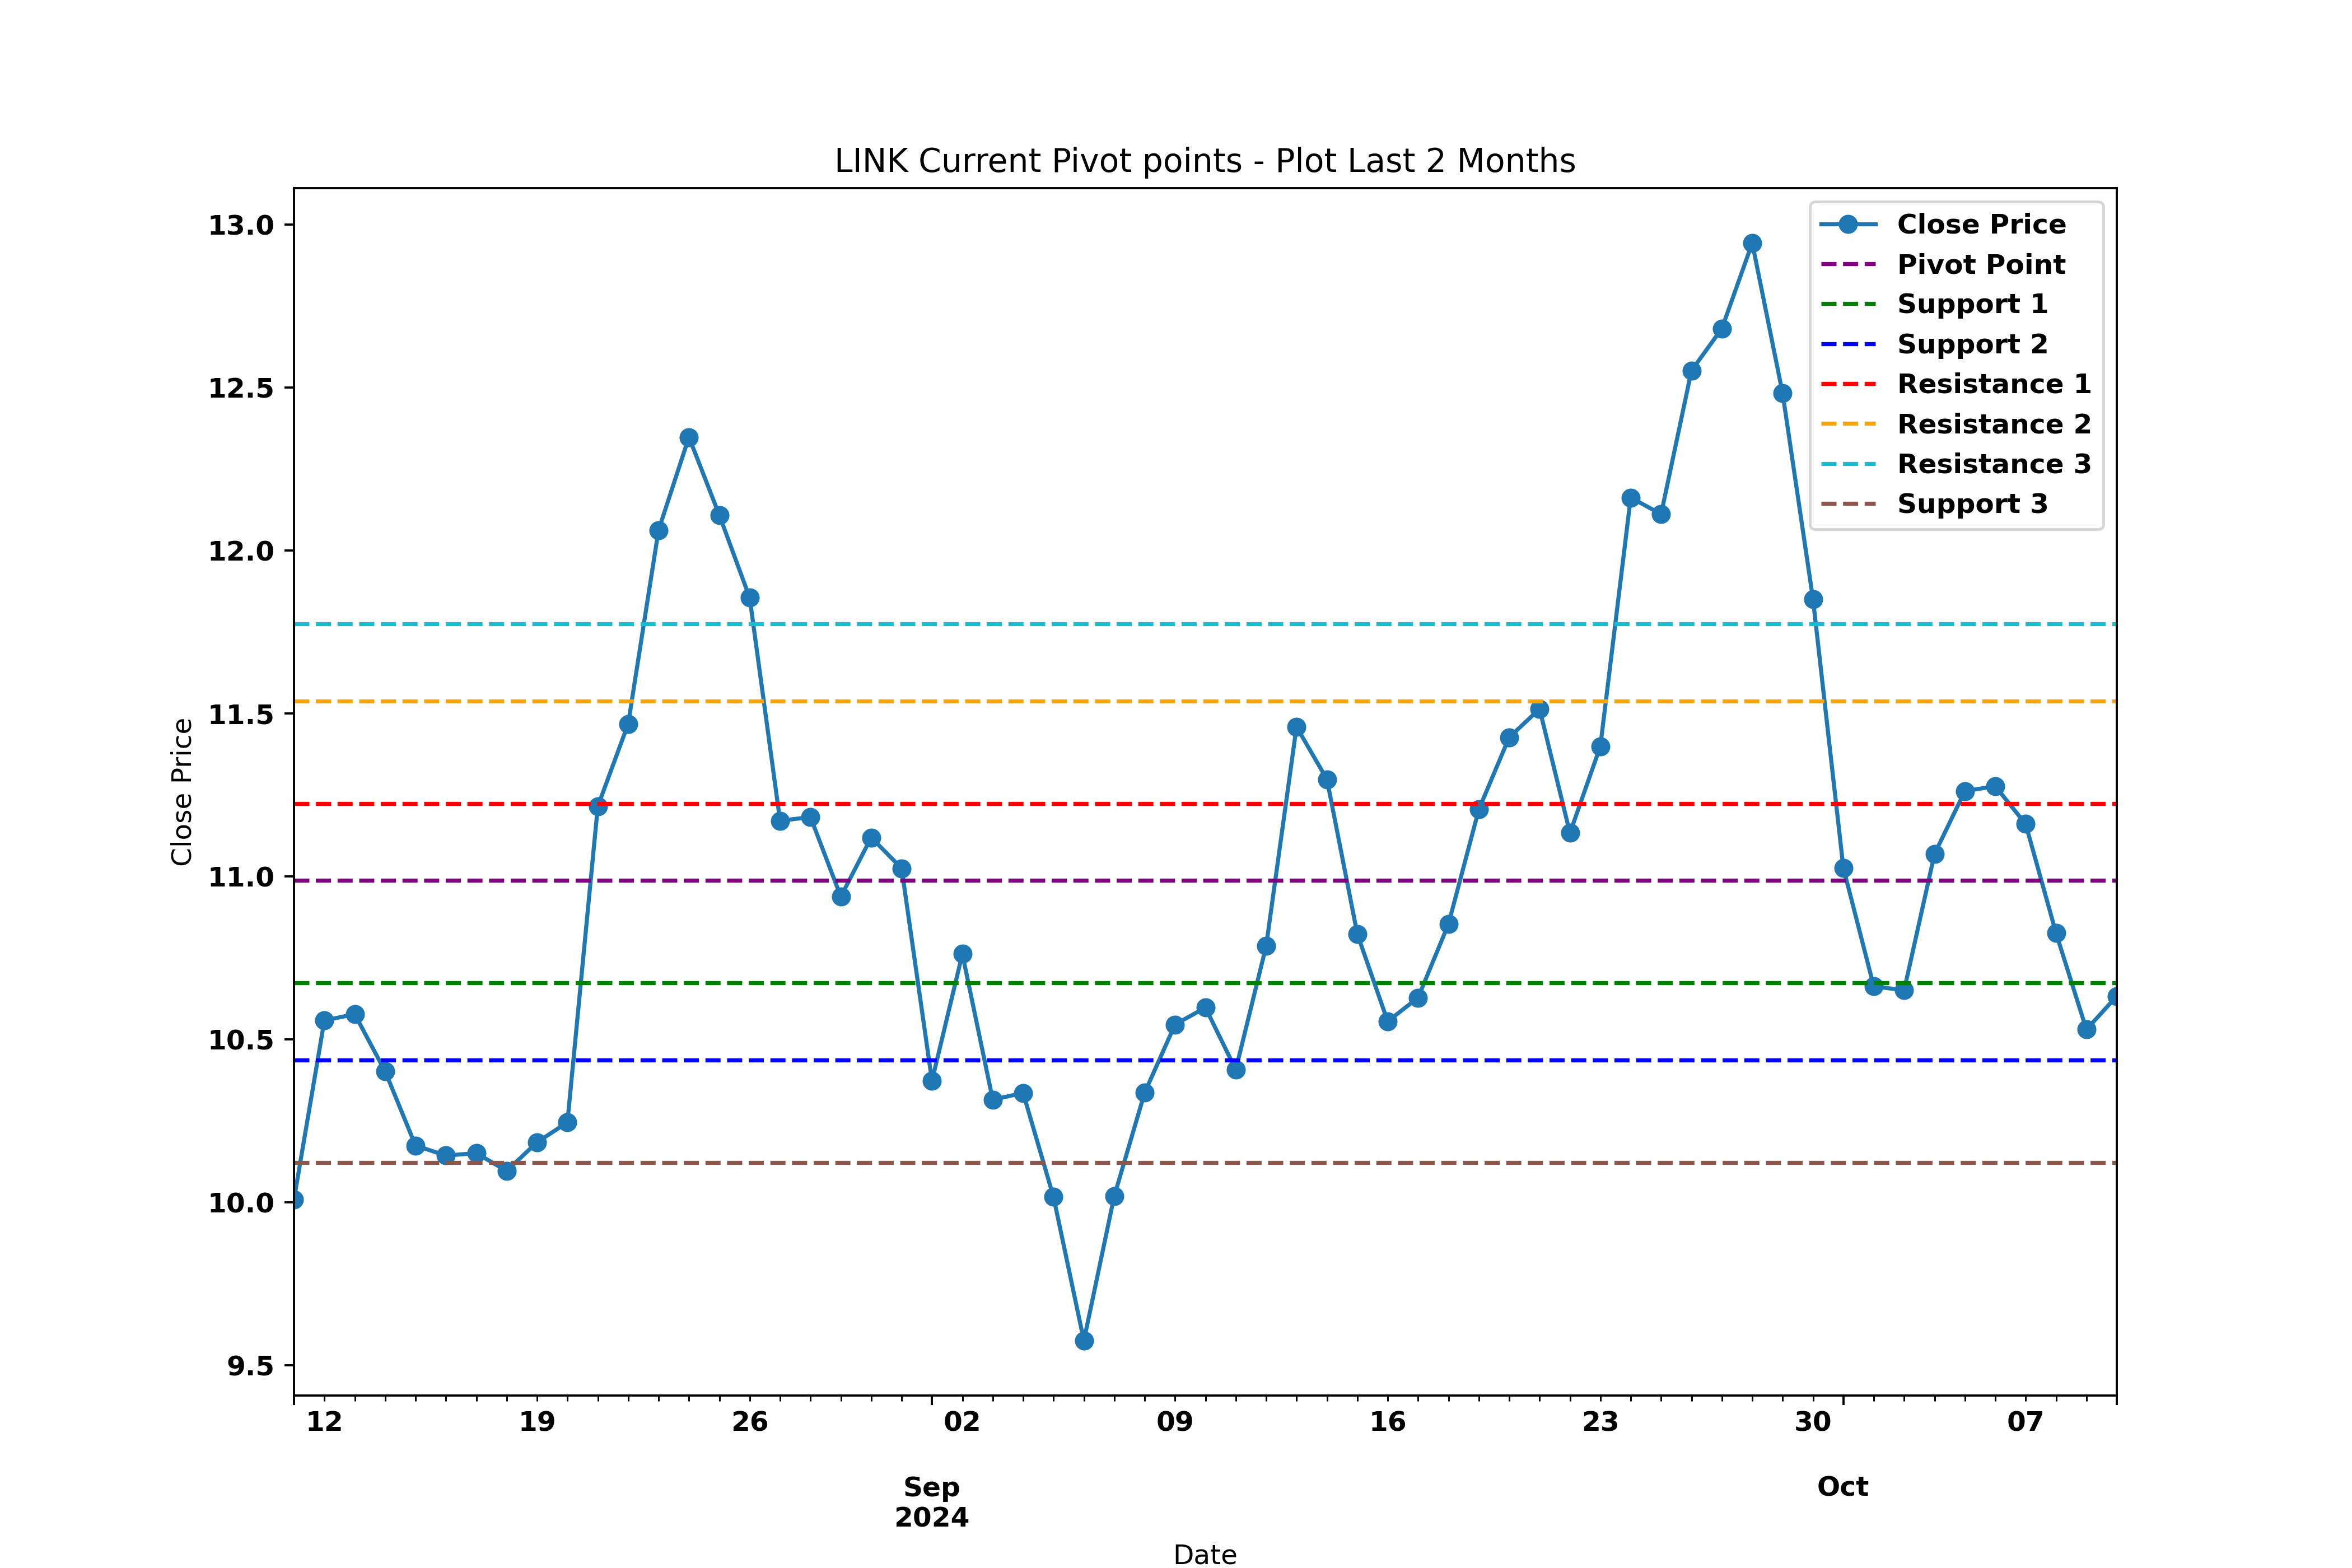 LINK Current Pivot points - Plot Last 2 Months
13.0
12.5
12.0
11.5
11.0
10.5
10.0
9.5
Close Price
Close Price
Pivot Point
Support 1
Support 2
Resistance 1
Resistance 2
Resistance 3
Support 3
12 19 26 02 09 16 23 30 07
Sep Oct
2024
Date